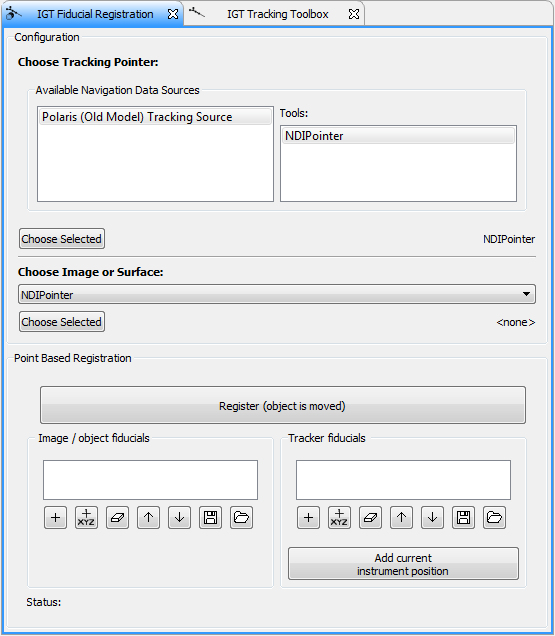 IGT Fiducial Registration
IGT Tracking Toolbox
Configuration
Choose Tracking Pointer:
Available Navigation Data Sources
Polaris (Old Model) Tracking Source
Tools:
NDIPointer
Choose Selected
NDIPointer
Choose Image or Surface:
NDIPointer
Choose Selected
<none>
Point Based Registration
Register (object is moved)
Image / object fiducials
XYZ
Tracker fiducials
XYZ
Add current
instrument position
Status: